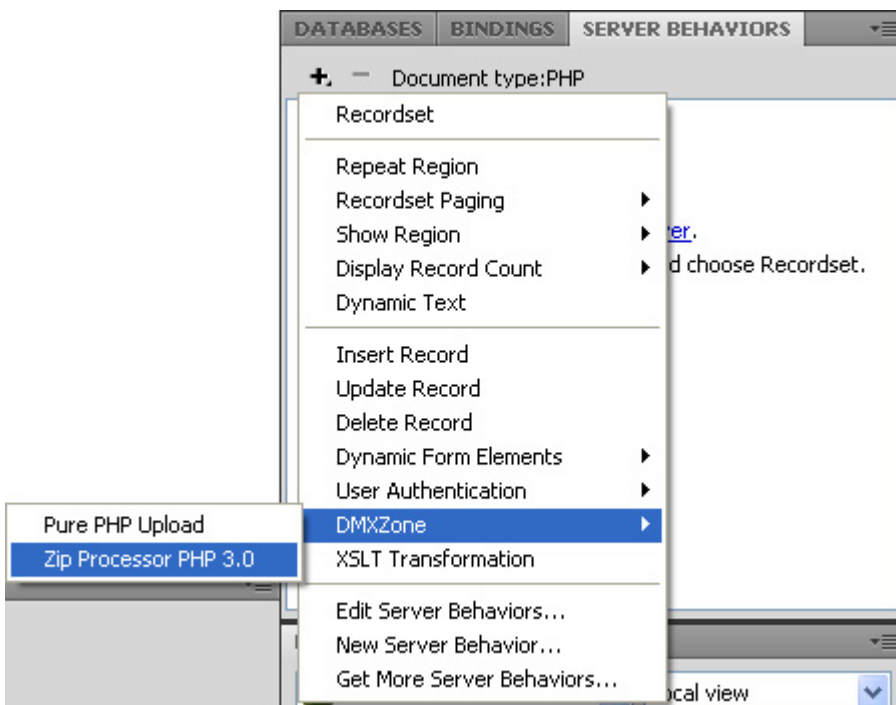 DATABASES BINDINGS SERVER BEHAVIORS
Document type:PHP
Recordset
Repeat Region
Recordset Paging
Show Region
er.
Display Record Count
d choose Recordset.
Dynamic Text
Insert Record
Update Record
Delete Record
Dynamic Form Elements
User Authentication
Pure PHP Upload
DMXZone
Zip Processor PHP 3.0
XSLT Transformation
Edit Server Behaviors...
New Server Behavior...
Get More Server Behaviors...
ocal view